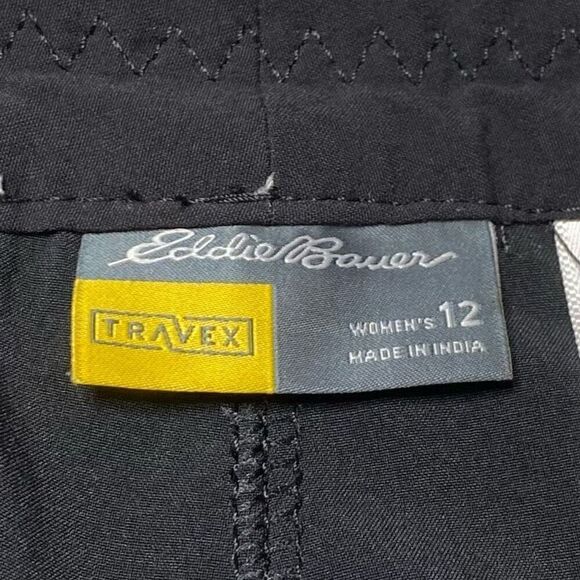 Eddie Bauer
TRAVEX
WOMEN'S 12
MADE IN INDIA